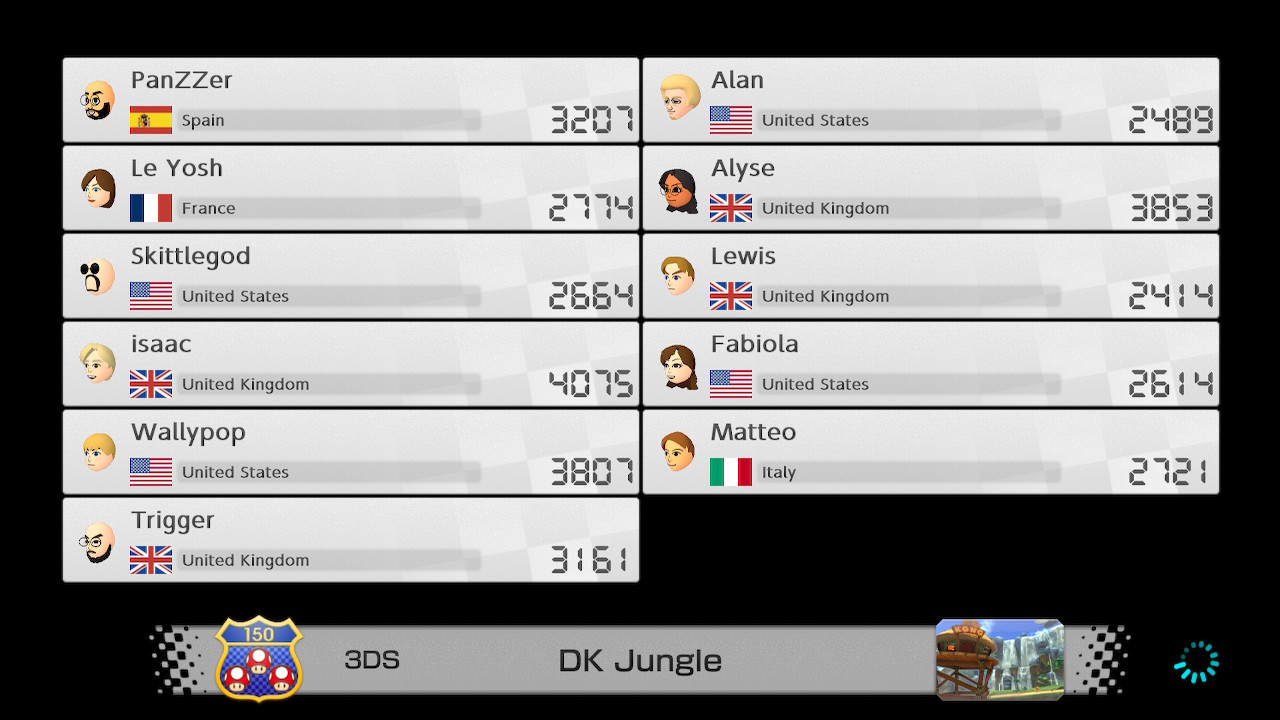 PanZZer
Spain 3207
Le Yosh
France 2774
Skittlegod
United States 2664
isaac
United Kingdom 4075
Wallypop
United States 3807
Trigger
United Kingdom 3161
Alan
United States 2489
Alyse
United Kingdom 3853
Lewis
United Kingdom 2414
Fabiola
United States 2614
Matteo
Italy 2721
150
3DS DK Jungle
KONG